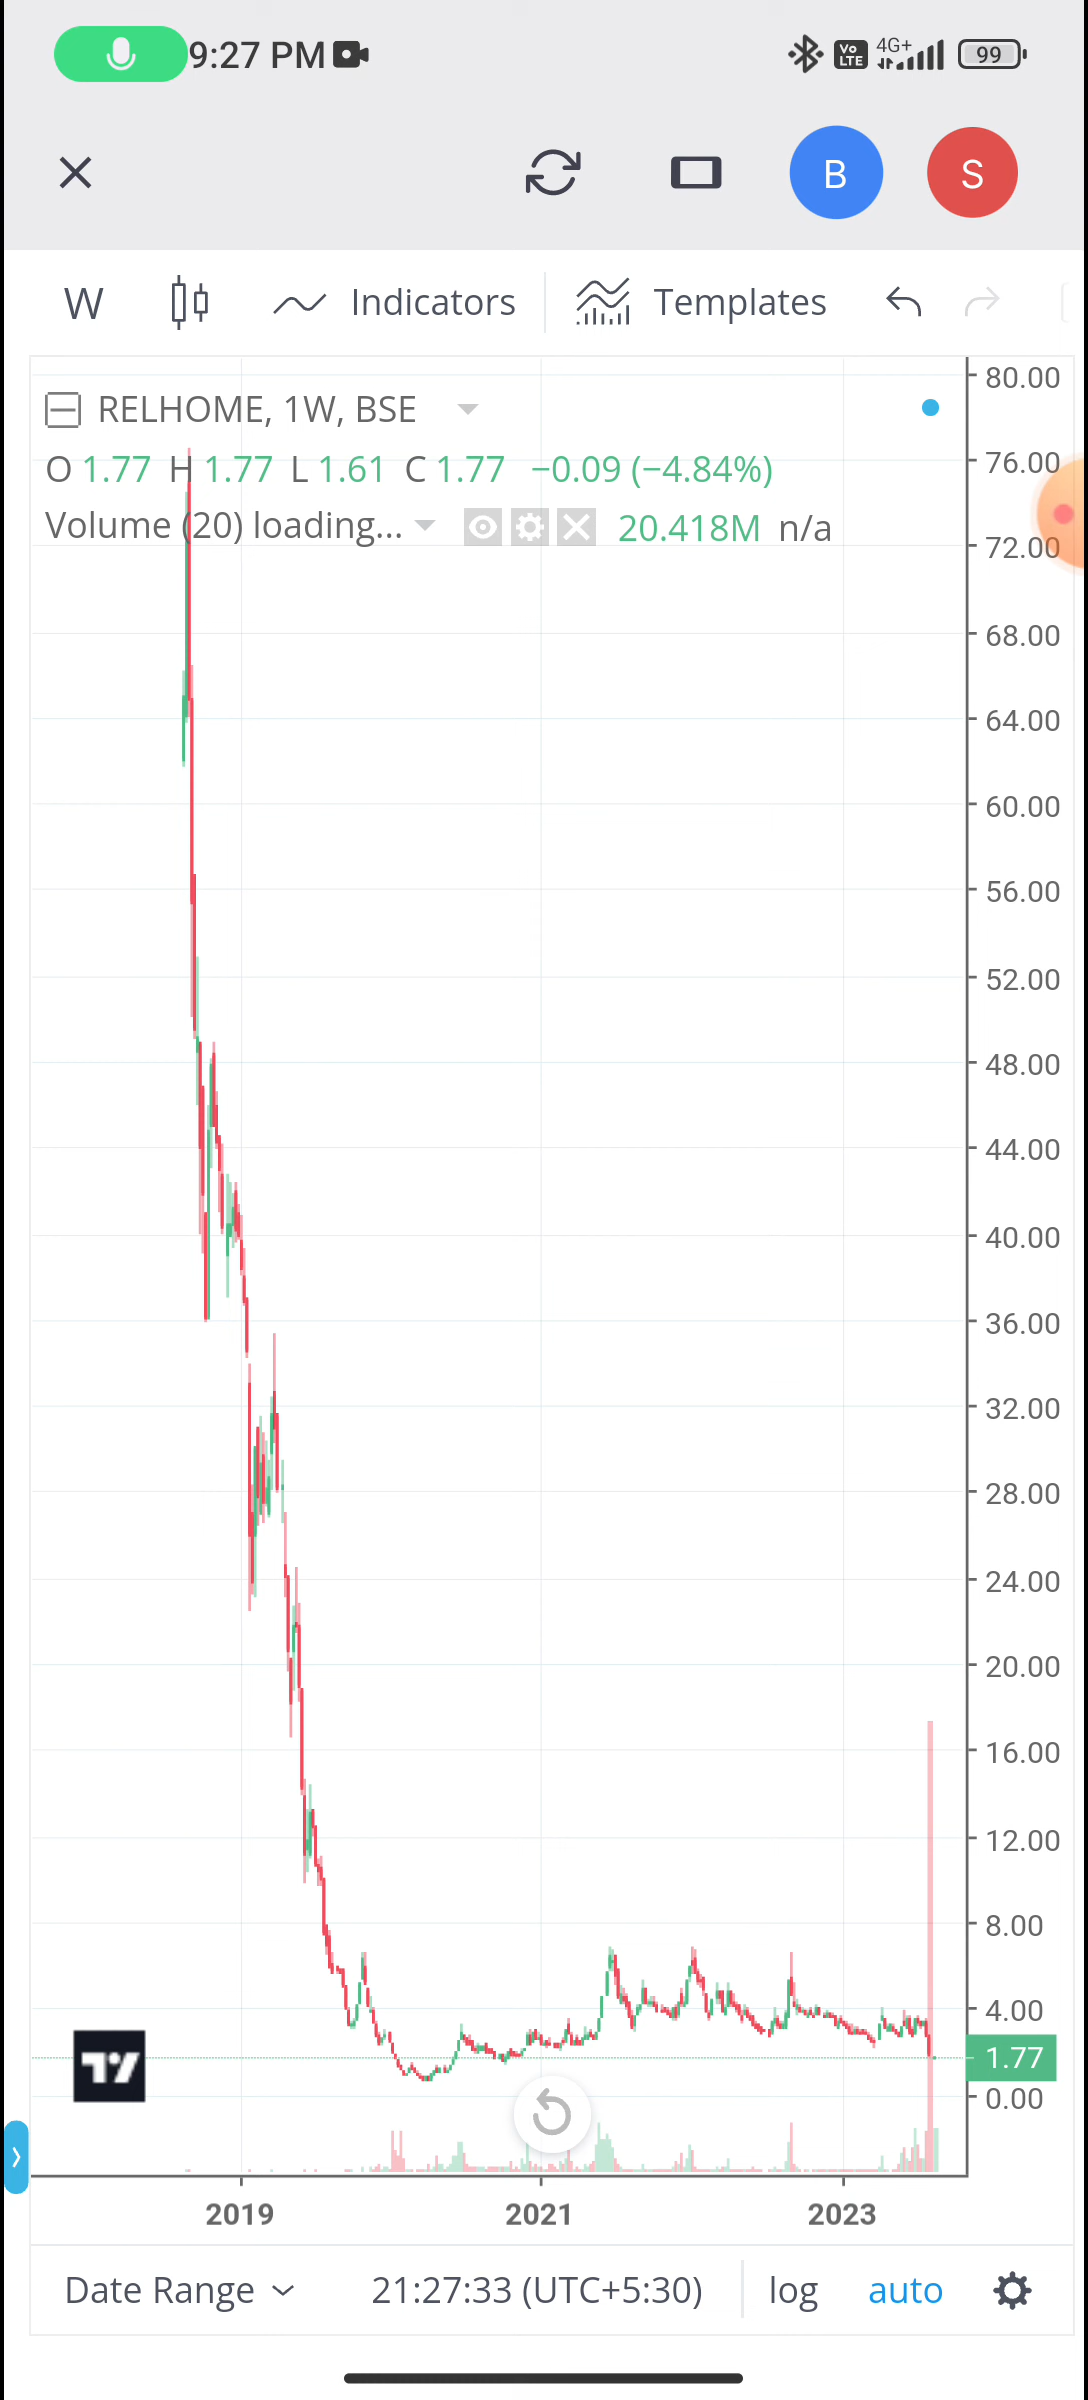 9:27 PM
Vo LTE
4G+
99
B
S
W
Indicators
Templates
RELHOME, 1W, BSE
O 1.77 H 1.77 L 1.61 C 1.77 −0.09 (−4.84%)
Volume (20) loading... 20.418M n/a
80.00
76.00
72.00
68.00
64.00
60.00
56.00
52.00
48.00
44.00
40.00
36.00
32.00
28.00
24.00
20.00
16.00
12.00
8.00
4.00
1.77
0.00
2019 2021 2023
Date Range 21:27:33 (UTC+5:30) log auto